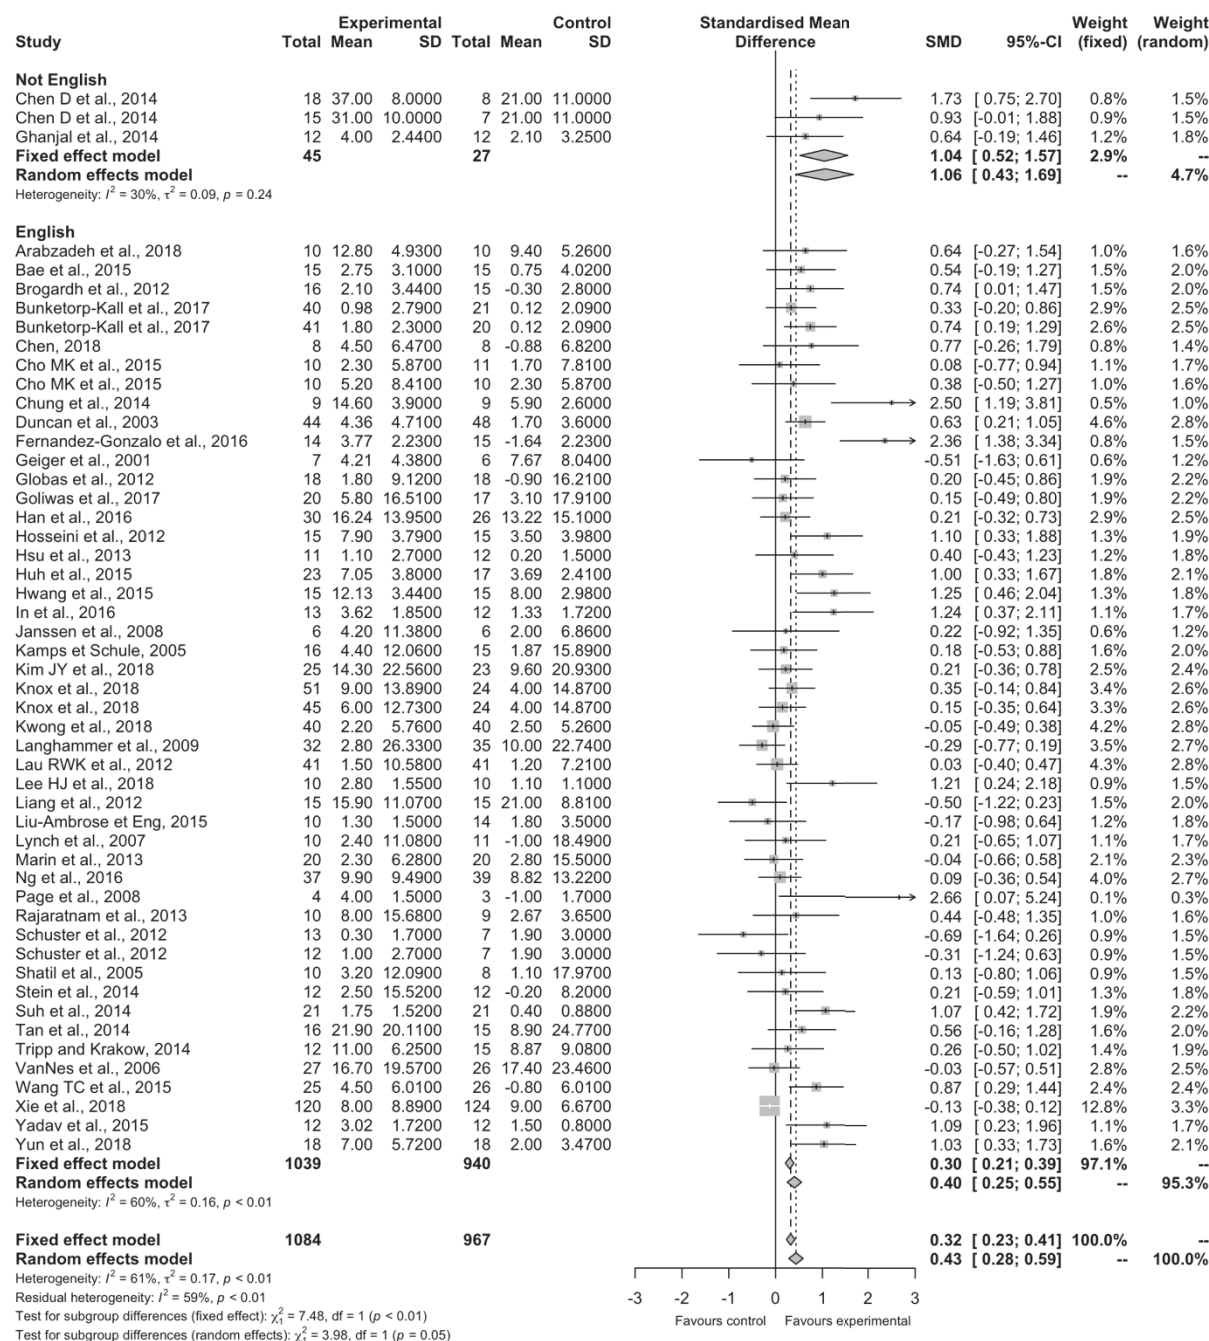 Experimental Control Standardised Mean Weight Weight
Study Total Mean SD Total Mean SD Difference SMD 95%-CI (fixed) (random)
Not English
Chen D et al., 2014 18 37.00 8.0000 8 21.00 11.0000 1.73 [ 0.75; 2.70] 0.8% 1.5%
Chen D et al., 2014 15 31.00 10.0000 7 21.00 11.0000 0.93 [-0.01; 1.88] 0.9% 1.5%
Ghanjal et al., 2014 12 4.00 2.4400 12 2.10 3.2500 0.64 [-0.19; 1.46] 1.2% 1.8%
Fixed effect model 45 27 1.04 [ 0.52; 1.57] 2.9% --
Random effects model 1.06 [ 0.43; 1.69] -- 4.7%
Heterogeneity: I² = 30%, τ² = 0.09, p = 0.24
English
Arabzadeh et al., 2018 10 12.80 4.9300 10 9.40 5.2600 0.64 [-0.27; 1.54] 1.0% 1.6%
Bae et al., 2015 15 2.75 3.1000 15 0.75 4.0200 0.54 [-0.19; 1.27] 1.5% 2.0%
Brogardh et al., 2012 16 2.10 3.4400 15 -0.30 2.8000 0.74 [ 0.01; 1.47] 1.5% 2.0%
Bunketorp-Kall et al., 2017 40 0.98 2.7900 21 0.12 2.0900 0.33 [-0.20; 0.86] 2.9% 2.5%
Bunketorp-Kall et al., 2017 41 1.80 2.3000 20 0.12 2.0900 0.74 [ 0.19; 1.29] 2.6% 2.5%
Chen, 2018 8 4.50 6.4700 8 -0.88 6.8200 0.77 [-0.26; 1.79] 0.8% 1.4%
Cho MK et al., 2015 10 2.30 5.8700 11 1.70 7.8100 0.08 [-0.77; 0.94] 1.1% 1.7%
Cho MK et al., 2015 10 5.20 8.4100 10 2.30 5.8700 0.38 [-0.50; 1.27] 1.0% 1.6%
Chung et al., 2014 9 14.60 3.9000 9 5.90 2.6000 2.50 [ 1.19; 3.81] 0.5% 1.0%
Duncan et al., 2003 44 4.36 4.7100 48 1.70 3.6000 0.63 [ 0.21; 1.05] 4.6% 2.8%
Fernandez-Gonzalo et al., 2016 14 3.77 2.2300 15 -1.64 2.2300 2.36 [ 1.38; 3.34] 0.8% 1.5%
Geiger et al., 2001 7 4.21 4.3800 6 7.67 8.0400 -0.51 [-1.63; 0.61] 0.6% 1.2%
Globas et al., 2012 18 1.80 9.1200 18 -0.90 16.2100 0.20 [-0.45; 0.86] 1.9% 2.2%
Goliwas et al., 2017 20 5.80 16.5100 17 3.10 17.9100 0.15 [-0.49; 0.80] 1.9% 2.2%
Han et al., 2016 30 16.24 13.9500 26 13.22 15.1000 0.21 [-0.32; 0.73] 2.9% 2.5%
Hosseini et al., 2012 15 7.90 3.7900 15 3.50 3.9800 1.10 [ 0.33; 1.88] 1.3% 1.9%
Hsu et al., 2013 11 1.10 2.7000 12 0.20 1.5000 0.40 [-0.43; 1.23] 1.2% 1.8%
Huh et al., 2015 23 7.05 3.8000 17 3.69 2.4100 1.00 [ 0.33; 1.67] 1.8% 2.1%
Hwang et al., 2015 15 12.13 3.4400 15 8.00 2.9800 1.25 [ 0.46; 2.04] 1.3% 1.8%
In et al., 2016 13 3.62 1.8500 12 1.33 1.7200 1.24 [ 0.37; 2.11] 1.1% 1.7%
Janssen et al., 2008 6 4.20 11.3800 6 2.00 6.8600 0.22 [-0.92; 1.35] 0.6% 1.2%
Kamps et Schule, 2005 16 4.40 12.0600 15 1.87 15.8900 0.18 [-0.53; 0.88] 1.6% 2.0%
Kim JY et al., 2018 25 14.30 22.5600 23 9.60 20.9300 0.21 [-0.36; 0.78] 2.5% 2.4%
Knox et al., 2018 51 9.00 13.8900 24 4.00 14.8700 0.35 [-0.14; 0.84] 3.4% 2.6%
Knox et al., 2018 45 6.00 12.7300 24 4.00 14.8700 0.15 [-0.35; 0.64] 3.3% 2.6%
Kwong et al., 2018 40 2.20 5.7600 40 2.50 5.2600 -0.05 [-0.49; 0.38] 4.2% 2.8%
Langhammer et al., 2009 32 2.80 26.3300 35 10.00 22.7400 -0.29 [-0.77; 0.19] 3.5% 2.7%
Lau RWK et al., 2012 41 1.50 10.5800 41 1.20 7.2100 0.03 [-0.40; 0.47] 4.3% 2.8%
Lee HJ et al., 2018 10 2.80 1.5500 10 1.10 1.1000 1.21 [ 0.24; 2.18] 0.9% 1.5%
Liang et al., 2012 15 15.90 11.0700 15 21.00 8.8100 -0.50 [-1.22; 0.23] 1.5% 2.0%
Liu-Ambrose et Eng, 2015 10 1.30 1.5000 14 1.80 3.5000 -0.17 [-0.98; 0.64] 1.2% 1.8%
Lynch et al., 2007 10 2.40 11.0800 11 -1.00 18.4900 0.21 [-0.65; 1.07] 1.1% 1.7%
Marin et al., 2013 20 2.30 6.2800 20 2.80 15.5000 -0.04 [-0.66; 0.58] 2.1% 2.3%
Ng et al., 2016 37 9.90 9.4900 39 8.82 13.2200 0.09 [-0.36; 0.54] 4.0% 2.7%
Page et al., 2008 4 4.00 1.5000 3 -1.00 1.7000 2.66 [ 0.07; 5.24] 0.1% 0.3%
Rajaratnam et al., 2013 10 8.00 15.6800 9 2.67 3.6500 0.44 [-0.48; 1.35] 1.0% 1.6%
Schuster et al., 2012 13 0.30 1.7000 7 1.90 3.0000 -0.69 [-1.64; 0.26] 0.9% 1.5%
Schuster et al., 2012 12 1.00 2.7000 7 1.90 3.0000 -0.31 [-1.24; 0.63] 0.9% 1.5%
Shatil et al., 2005 10 3.20 12.0900 8 1.10 17.9700 0.13 [-0.80; 1.06] 0.9% 1.5%
Stein et al., 2014 12 2.50 15.5200 12 -0.20 8.2000 0.21 [-0.59; 1.01] 1.3% 1.8%
Suh et al., 2014 21 1.75 1.5200 21 0.40 0.8800 1.07 [ 0.42; 1.72] 1.9% 2.2%
Tan et al., 2014 16 21.90 20.1100 15 8.90 24.7700 0.56 [-0.16; 1.28] 1.6% 2.0%
Tripp and Krakow, 2014 12 11.00 6.2500 15 8.87 9.0800 0.26 [-0.50; 1.02] 1.4% 1.9%
VanNes et al., 2006 27 16.70 19.5700 26 17.40 23.4600 -0.03 [-0.57; 0.51] 2.8% 2.5%
Wang TC et al., 2015 25 4.50 6.0100 26 -0.80 6.0100 0.87 [ 0.29; 1.44] 2.4% 2.4%
Xie et al., 2018 120 8.00 8.8900 124 9.00 6.6700 -0.13 [-0.38; 0.12] 12.8% 3.3%
Yadav et al., 2015 12 3.02 1.7200 12 1.50 0.8000 1.09 [ 0.23; 1.96] 1.1% 1.7%
Yun et al., 2018 18 7.00 5.7200 18 2.00 3.4700 1.03 [ 0.33; 1.73] 1.6% 2.1%
Fixed effect model 1039 940 0.30 [ 0.21; 0.39] 97.1% --
Random effects model 0.40 [ 0.25; 0.55] -- 95.3%
Heterogeneity: I² = 60%, τ² = 0.16, p < 0.01
Fixed effect model 1084 967 0.32 [ 0.23; 0.41] 100.0% --
Random effects model 0.43 [ 0.28; 0.59] -- 100.0%
Heterogeneity: I² = 61%, τ² = 0.17, p < 0.01
Residual heterogeneity: I² = 59%, p < 0.01
-3 -2 -1 0 1 2 3
Test for subgroup differences (fixed effect): χ²₁ = 7.48, df = 1 (p < 0.01)
Favours control Favours experimental
Test for subgroup differences (random effects): χ²₁ = 3.98, df = 1 (p = 0.05)